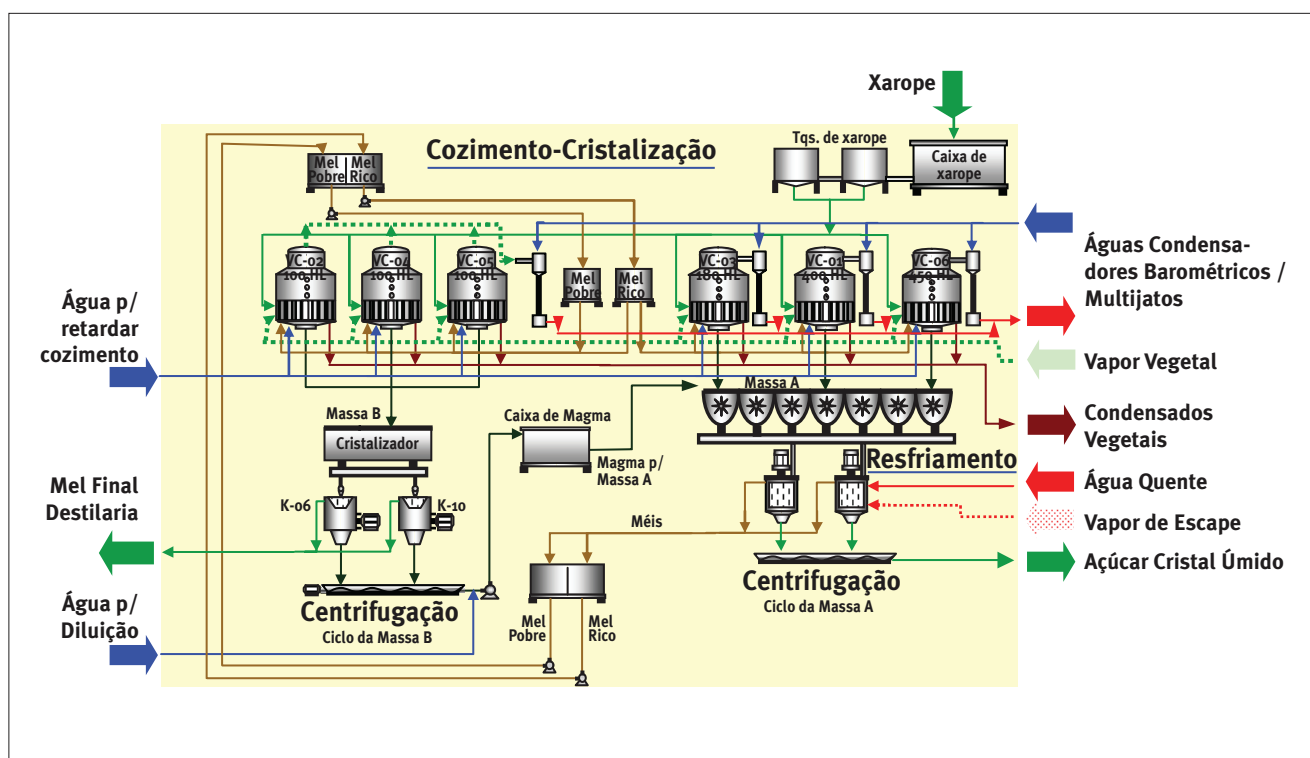 Xarope
Cozimento-Cristalização
Tqs. de xarope
Caixa de
xarope
Mel
Pobre
Mel
Rico
VC-02
100 HL
VC-04
100 HL
VC-05
100 HL
Mel
Pobre
Mel
Rico
VC-03
180 HL
VC-01
400 HL
VC-06
450 HL
Águas Conden­sa-
dores Barométricos /
Multijatos
Água p/
retardar
cozimento
Vapor Vegetal
Massa A
Massa B
Cristalizador
Caixa de Magma
Magma p/
Massa A
Condensados
Vegetais
Resfriamento
Água Quente
Mel Final
Destilaria
K-06
K-10
Méis
Vapor de Escape
Açúcar Cristal Úmido
Centrifugação
Ciclo da Massa A
Centrifugação
Ciclo da Massa B
Água p/
Diluição
Mel
Pobre
Mel
Rico